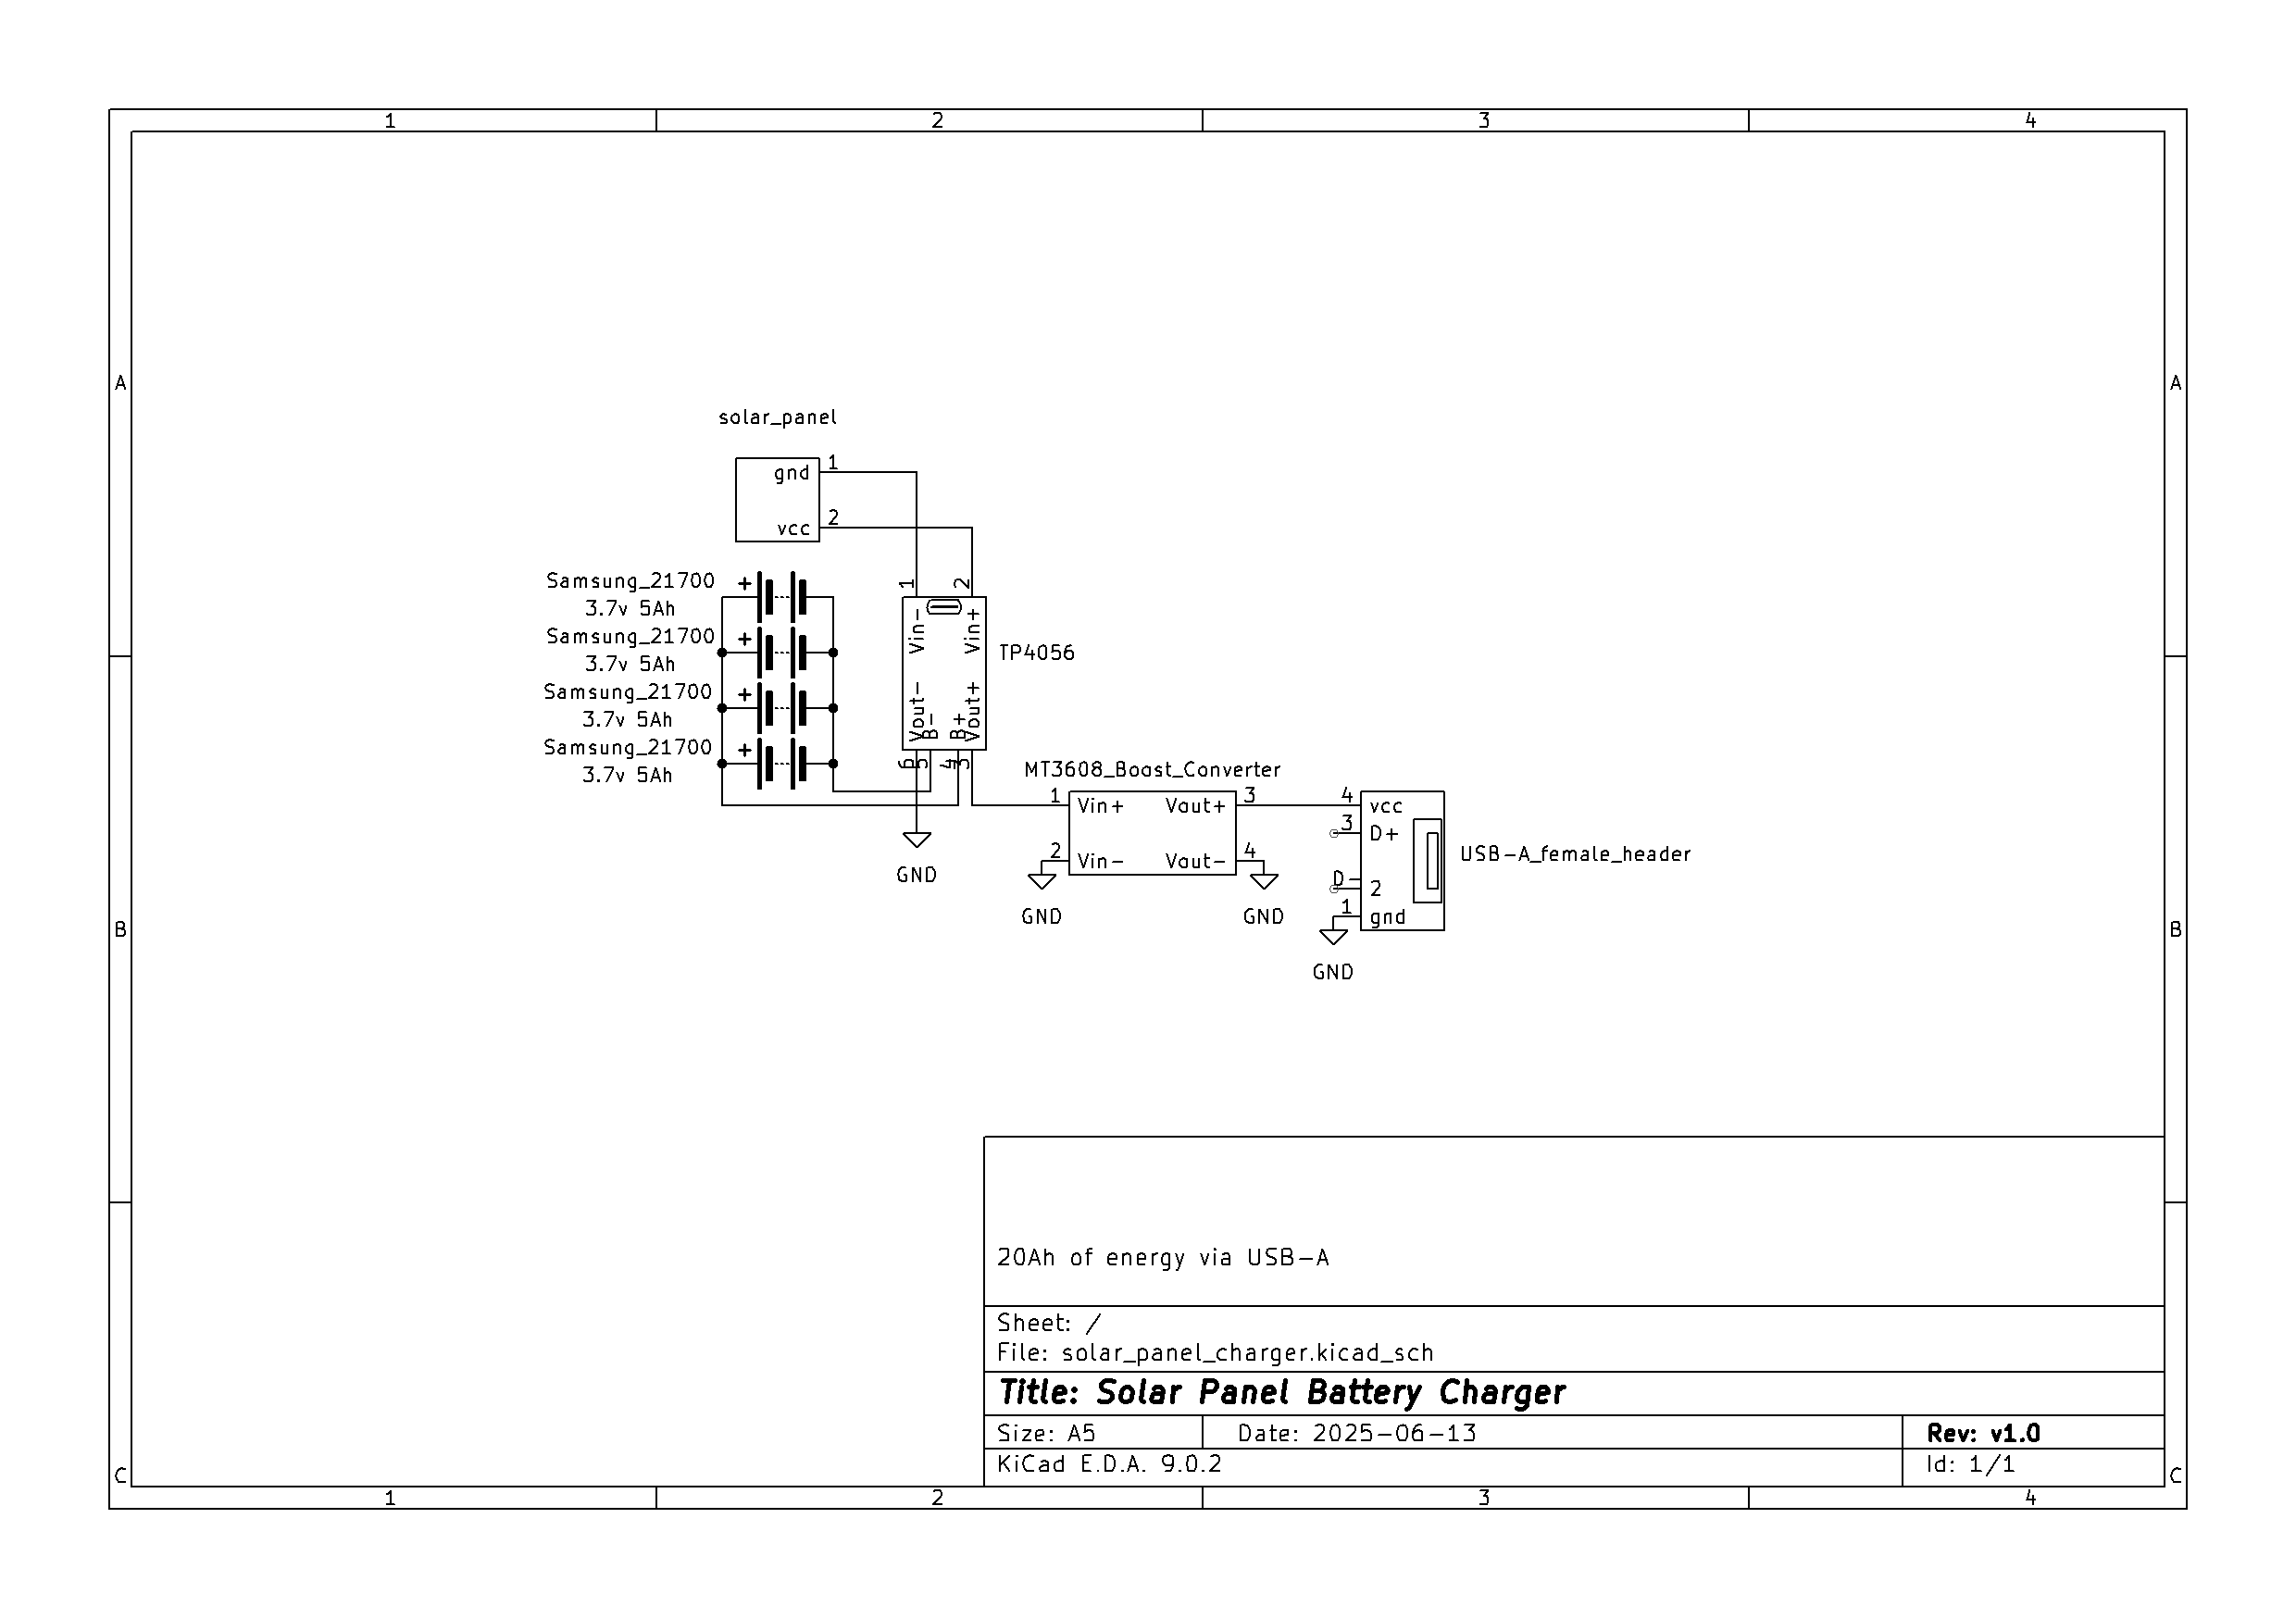 1 2 3 4
A A
solar_panel
gnd 1
vcc 2
Samsung_21700 +
3.7v 5Ah
Samsung_21700 +
3.7v 5Ah
Samsung_21700 +
3.7v 5Ah
Samsung_21700 +
3.7v 5Ah
1 2
Vin- Vin+
TP4056
Vout- B- B+ Vout+
6 5 4 3
GND
MT3608_Boost_Converter
1 Vin+ Vout+ 3
2 Vin- Vout- 4
GND GND
4 vcc
3 D+
USB-A_female_header
D-
2
1 gnd
GND
B B
20Ah of energy via USB-A
Sheet: /
File: solar_panel_charger.kicad_sch
Title: Solar Panel Battery Charger
Size: A5 Date: 2025-06-13 Rev: v1.0
KiCad E.D.A. 9.0.2 Id: 1/1
C C
1 2 3 4